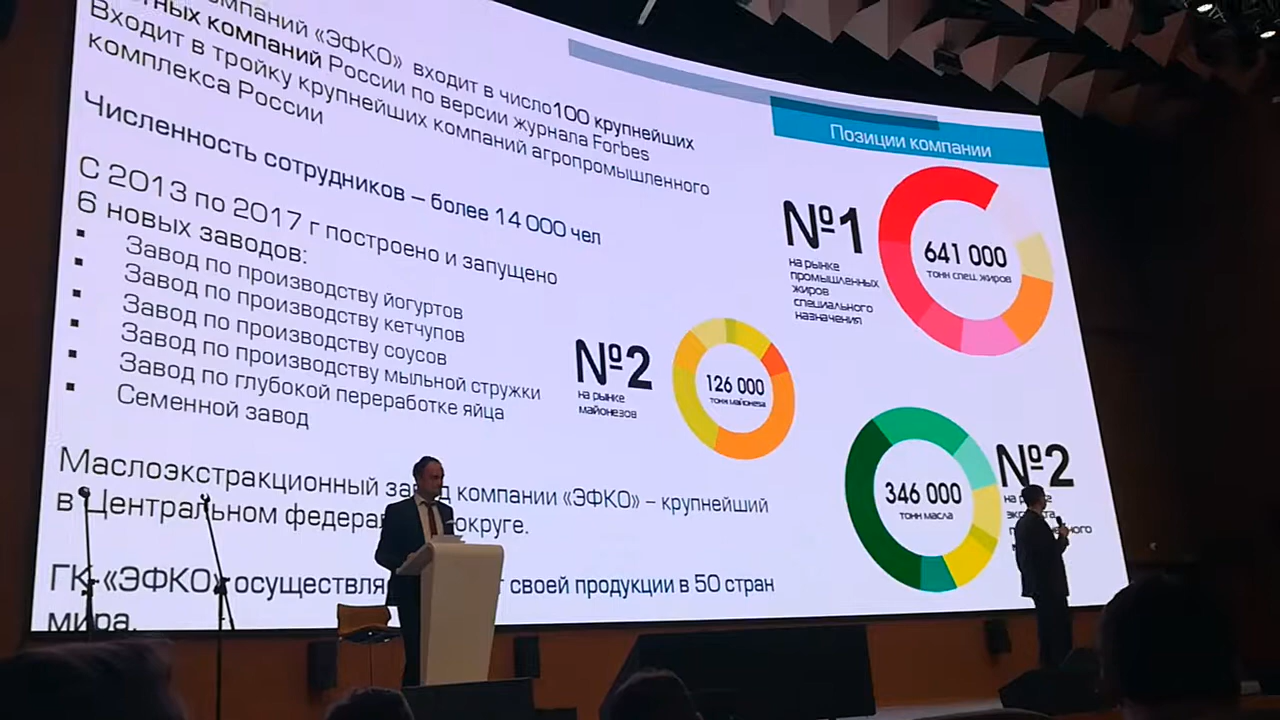 мпаний «ЭФКО» входит в число100 крупнейших
компаний России по версии журнала Forbes
Входит в тройку крупнейших компаний агропромышленного
комплекса России
Численность сотрудников – более 14 000 чел
С 2013 по 2017 г построено и запущено
6 новых заводов:
▪ Завод по производству йогуртов
▪ Завод по производству кетчупов
▪ Завод по производству соусов
▪ Завод по производству мыльной стружки
▪ Завод по глубокой переработке яйца
▪ Семенной завод
Маслоэкстракционный за д компании «ЭФКО» – крупнейший
в Центральном федера округе.
ГК «ЭФКО» осуществля т своей продукции в 50 стран
мира.
Позиции компании
№1
на рынке
промышленных
жиров
специального
назначения
641 000
тонн спец. жиров
№2
на рынке
майонезов
126 000
тонн майонеза
346 000
тонн масла
№2
на